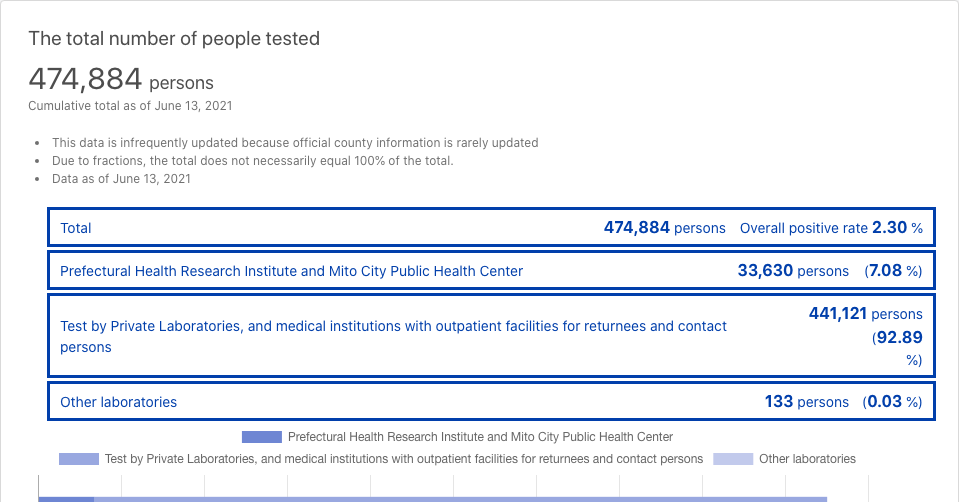 The total number of people tested
474,884 persons
Cumulative total as of June 13, 2021
• This data is infrequently updated because official county information is rarely updated
• Due to fractions, the total does not necessarily equal 100% of the total.
• Data as of June 13, 2021
Total 474,884 persons Overall positive rate 2.30 %
Prefectural Health Research Institute and Mito City Public Health Center 33,630 persons (7.08 %)
Test by Private Laboratories, and medical institutions with outpatient facilities for returnees and contact
persons
441,121 persons
(92.89
%)
Other laboratories 133 persons (0.03 %)
Prefectural Health Research Institute and Mito City Public Health Center
Test by Private Laboratories, and medical institutions with outpatient facilities for returnees and contact persons Other laboratories